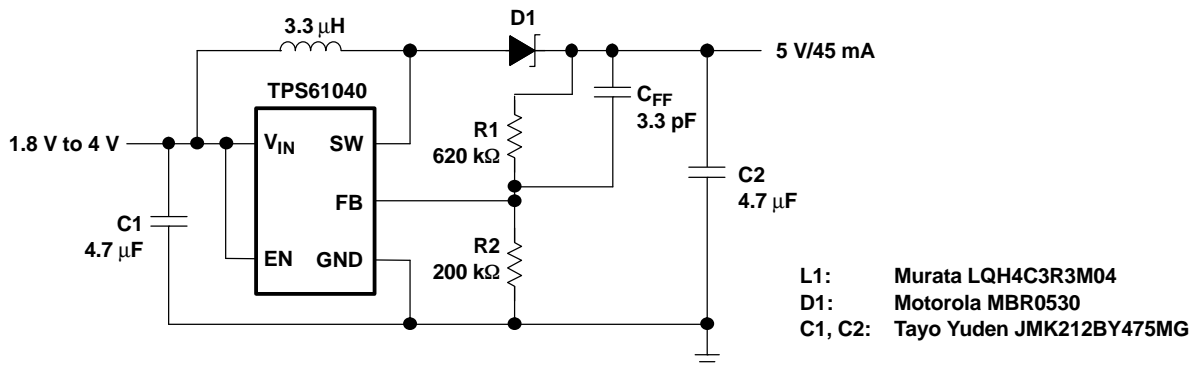 3.3 μH
D1
5 V/45 mA
TPS61040
CFF
3.3 pF
1.8 V to 4 V
VIN
SW
R1
620 kΩ
FB
C2
4.7 μF
C1
4.7 μF
EN
GND
R2
200 kΩ
L1: Murata LQH4C3R3M04
D1: Motorola MBR0530
C1, C2: Tayo Yuden JMK212BY475MG